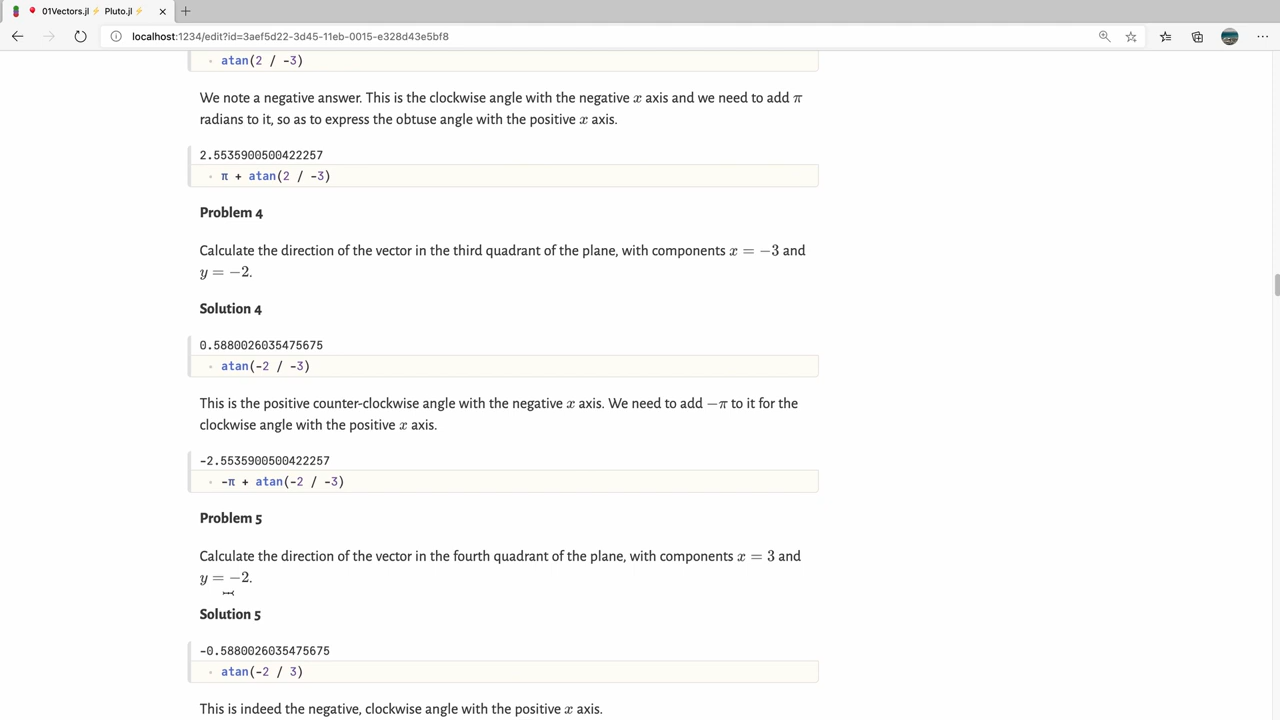 01Vectors.jl⚡ Pluto.jl⚡
localhost:1234/edit?id=3aef5d22-3d45-11eb-0015-e328d43e5bf8
atan(2 / -3)
We note a negative answer. This is the clockwise angle with the negative x axis and we need to add π
radians to it, so as to express the obtuse angle with the positive x axis.
2.5535900500422257
π + atan(2 / -3)
Problem 4
Calculate the direction of the vector in the third quadrant of the plane, with components x = −3 and
y = −2.
Solution 4
0.5880026035475675
atan(-2 / -3)
This is the positive counter-clockwise angle with the negative x axis. We need to add −π to it for the
clockwise angle with the positive x axis.
-2.5535900500422257
-π + atan(-2 / -3)
Problem 5
Calculate the direction of the vector in the fourth quadrant of the plane, with components x = 3 and
y = −2.
Solution 5
-0.5880026035475675
atan(-2 / 3)
This is indeed the negative, clockwise angle with the positive x axis.